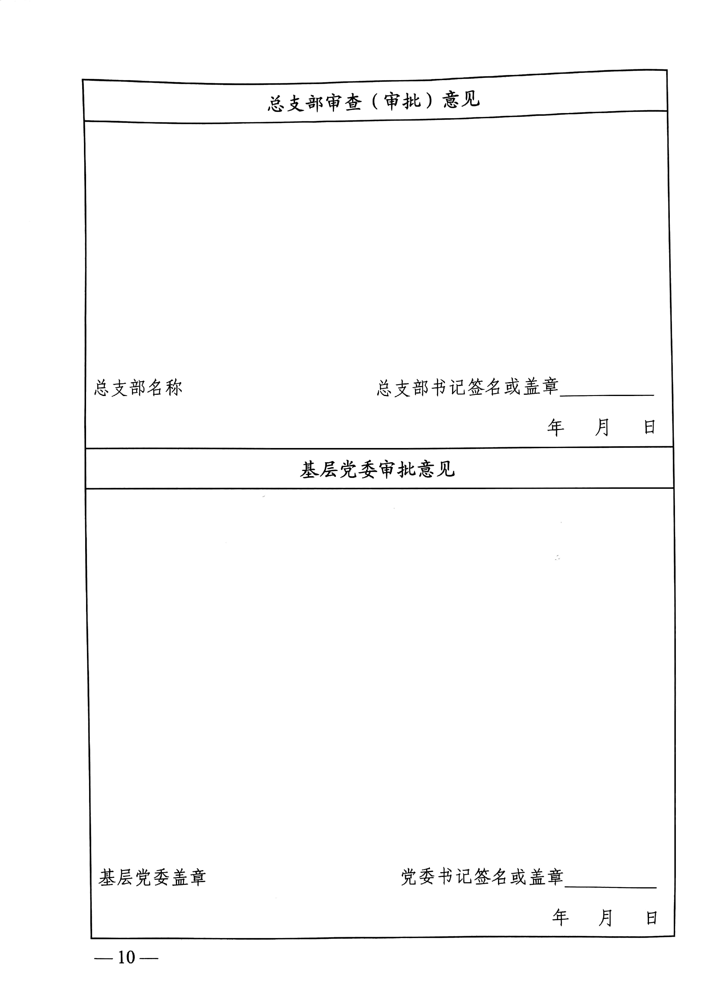 总支部审查（审批）意见
总支部名称 总支部书记签名或盖章
年 月 日
基层党委审批意见
基层党委盖章 党委书记签名或盖章
年 月 日
— 10 —